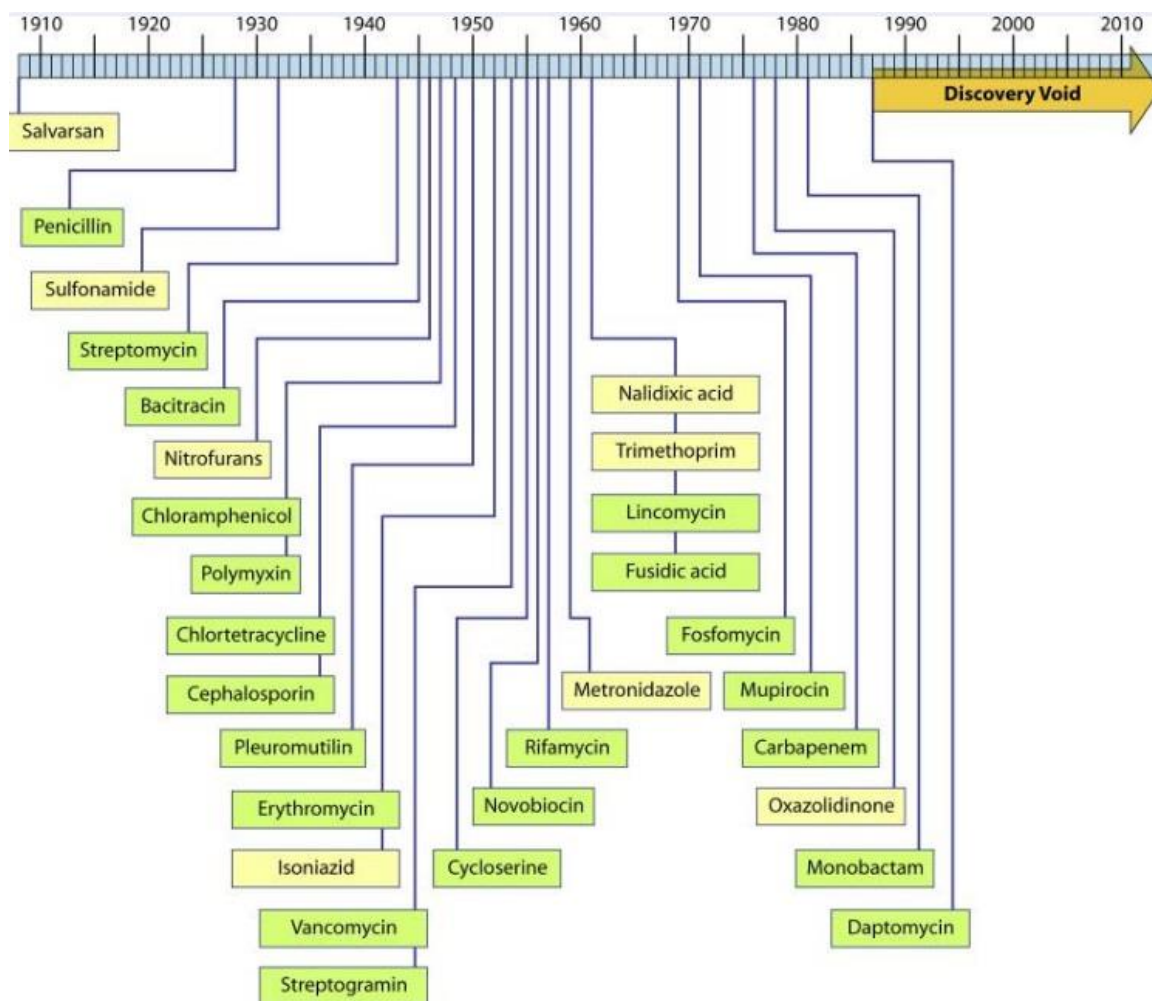 1910 1920 1930 1940 1950 1960 1970 1980 1990 2000 2010
Discovery Void
Salvarsan
Penicillin
Sulfonamide
Streptomycin
Bacitracin
Nitrofurans
Chloramphenicol
Polymyxin
Chlortetracycline
Cephalosporin
Pleuromutilin
Erythromycin
Isoniazid
Vancomycin
Streptogramin
Cycloserine
Novobiocin
Rifamycin
Metronidazole
Nalidixic acid
Trimethoprim
Lincomycin
Fusidic acid
Fosfomycin
Mupirocin
Carbapenem
Oxazolidinone
Monobactam
Daptomycin